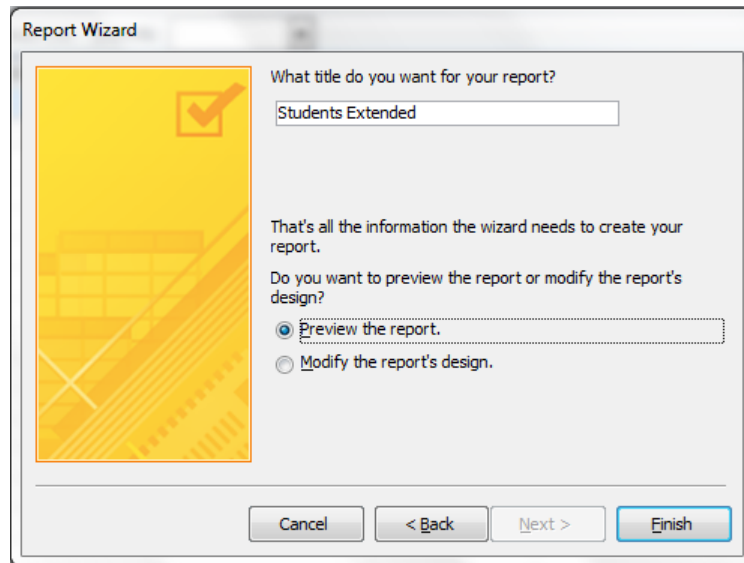 Report Wizard
What title do you want for your report?
Students Extended
That's all the information the wizard needs to create your
report.
Do you want to preview the report or modify the report's
design?
Preview the report.
Modify the report's design.
Cancel
< Back
Next >
Finish